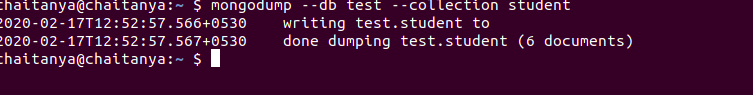 chaitanya@chaitanya:~ $ mongodump --db test --collection student
2020-02-17T12:52:57.566+0530 writing test.student to
2020-02-17T12:52:57.567+0530 done dumping test.student (6 documents)
chaitanya@chaitanya:~ $